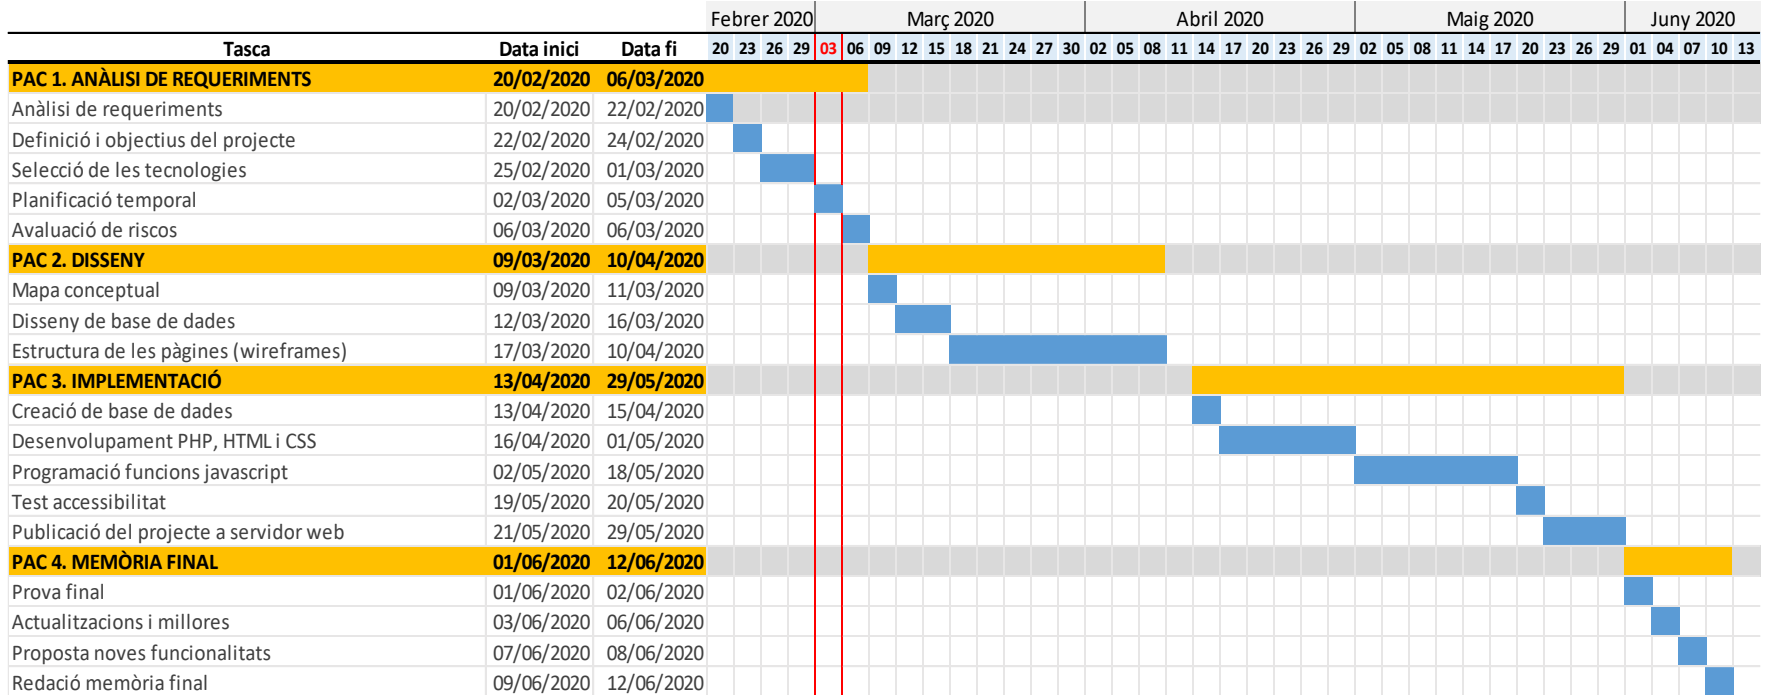 Febrer 2020 Març 2020 Abril 2020 Maig 2020 Juny 2020
Tasca Data inici Data fi 20 23 26 29 03 06 09 12 15 18 21 24 27 30 02 05 08 11 14 17 20 23 26 29 02 05 08 11 14 17 20 23 26 29 01 04 07 10 13
PAC 1. ANÀLISI DE REQUERIMENTS 20/02/2020 06/03/2020
Anàlisi de requeriments 20/02/2020 22/02/2020
Definició i objectius del projecte 22/02/2020 24/02/2020
Selecció de les tecnologies 25/02/2020 01/03/2020
Planificació temporal 02/03/2020 05/03/2020
Avaluació de riscos 06/03/2020 06/03/2020
PAC 2. DISSENY 09/03/2020 10/04/2020
Mapa conceptual 09/03/2020 11/03/2020
Disseny de base de dades 12/03/2020 16/03/2020
Estructura de les pàgines (wireframes) 17/03/2020 10/04/2020
PAC 3. IMPLEMENTACIÓ 13/04/2020 29/05/2020
Creació de base de dades 13/04/2020 15/04/2020
Desenvolupament PHP, HTML i CSS 16/04/2020 01/05/2020
Programació funcions javascript 02/05/2020 18/05/2020
Test accessibilitat 19/05/2020 20/05/2020
Publicació del projecte a servidor web 21/05/2020 29/05/2020
PAC 4. MEMÒRIA FINAL 01/06/2020 12/06/2020
Prova final 01/06/2020 02/06/2020
Actualitzacions i millores 03/06/2020 06/06/2020
Proposta noves funcionalitats 07/06/2020 08/06/2020
Redació memòria final 09/06/2020 12/06/2020